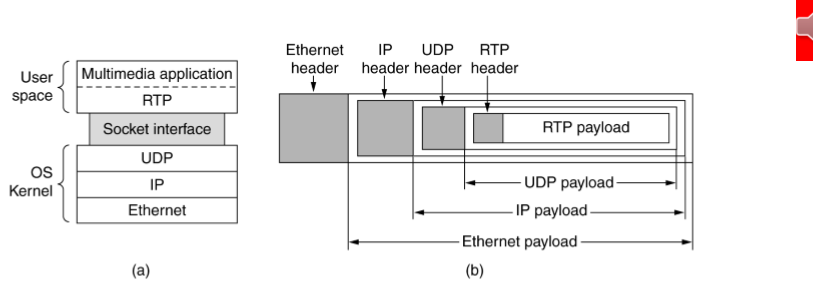 User
space
Multimedia application
RTP
Socket interface
OS
Kernel
UDP
IP
Ethernet
(a)
Ethernet
header
IP
header
UDP
header
RTP
header
RTP payload
UDP payload
IP payload
Ethernet payload
(b)